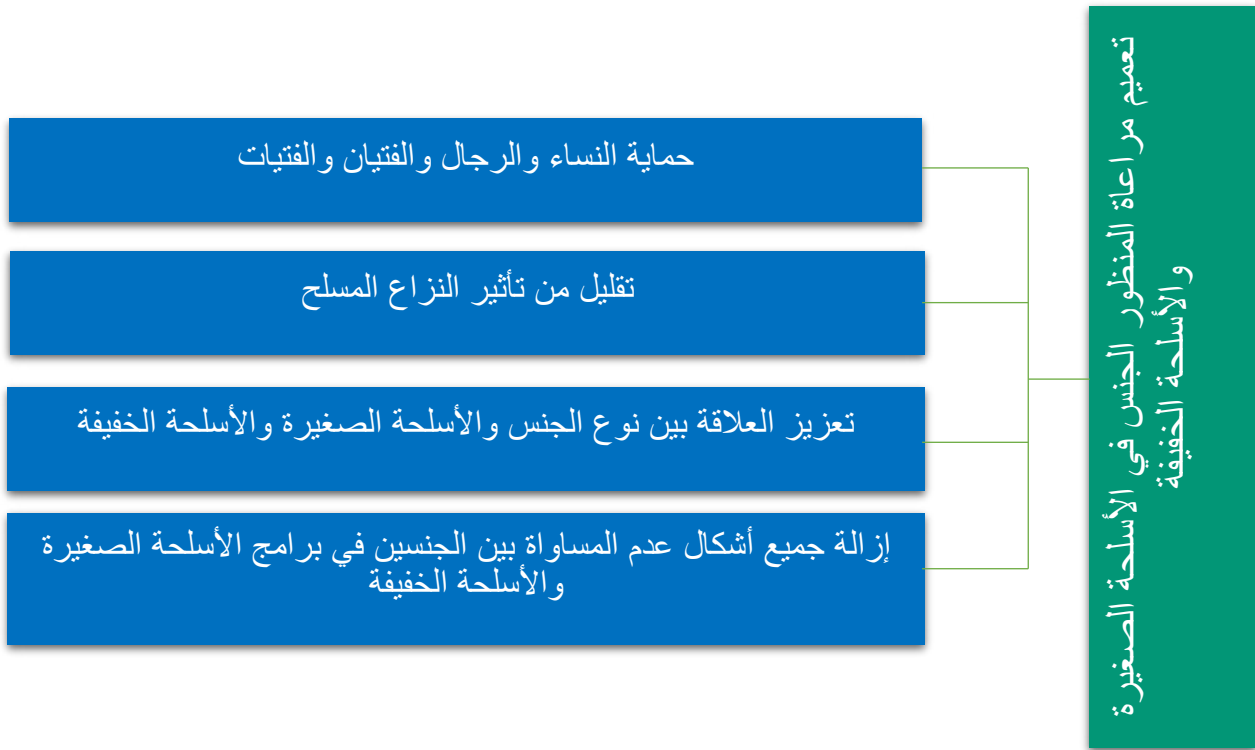 تعميم مراعاة المنظور الجنس في الأسلحة الصغيرة
والأسلحة الخفيفة
حماية النساء والرجال والفتيان والفتيات
تقليل من تأثير النزاع المسلح
تعزيز العلاقة بين نوع الجنس والأسلحة الصغيرة والأسلحة الخفيفة
إزالة جميع أشكال عدم المساواة بين الجنسين في برامج الأسلحة الصغيرة
والأسلحة الخفيفة